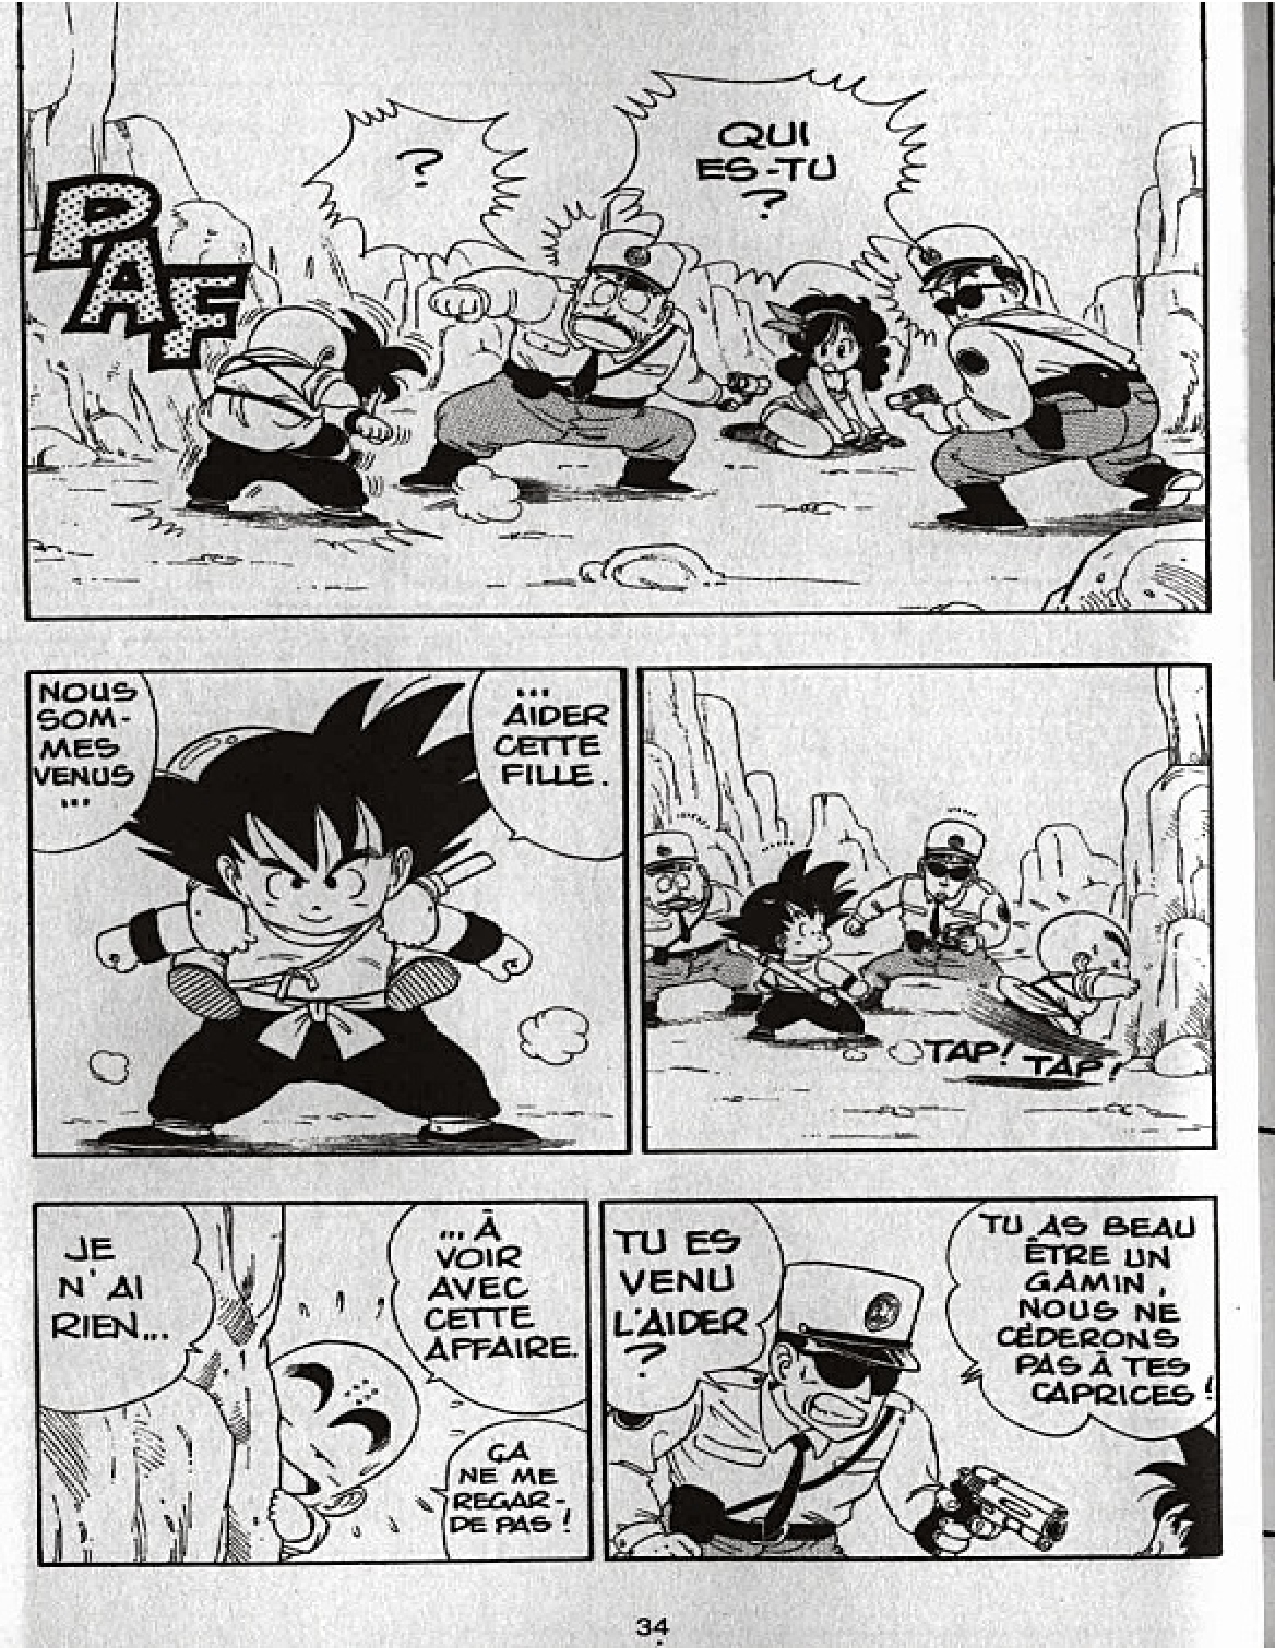 PAF
?
QUI
ES-TU
?
NOUS
SOM-
MES
VENUS
...
...
AIDER
CETTE
FILLE.
TAP! TAP!
JE
N'AI
RIEN...
... À
VOIR
AVEC
CETTE
AFFAIRE.
ÇA
NE ME
REGAR-
DE PAS !
TU ES
VENU
L'AIDER
?
TU AS BEAU
ÊTRE UN
GAMIN,
NOUS NE
CÉDERONS
PAS À TES
CAPRICES !
34